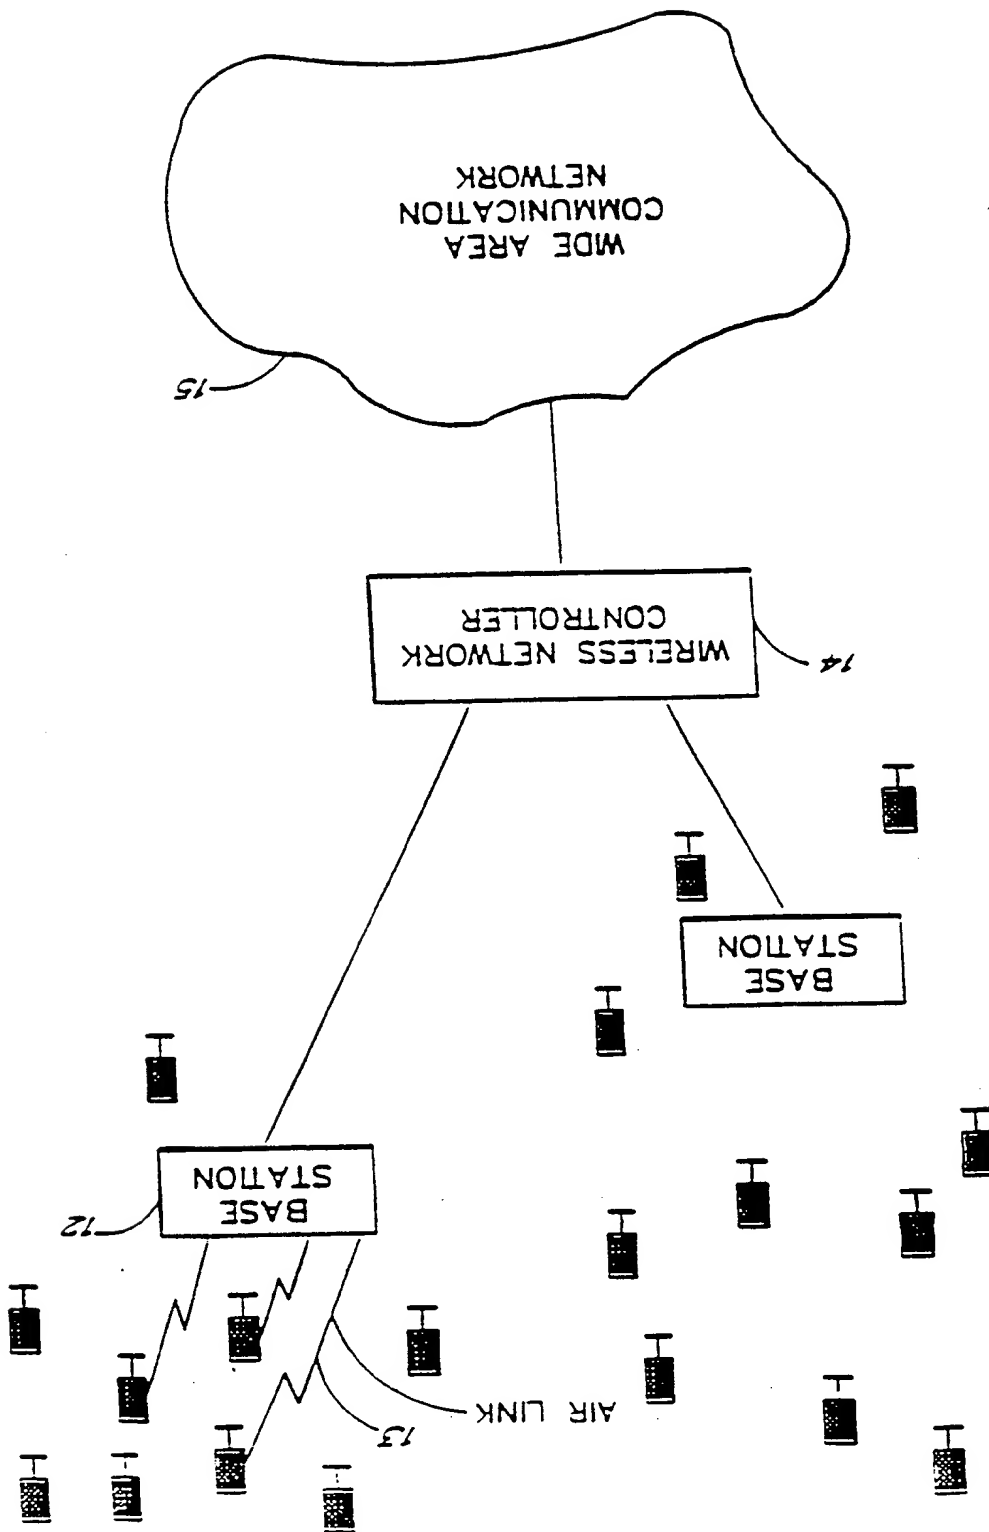 13
AIR LINK
12
BASE
STATION
BASE
STATION
14
WIRELESS NETWORK
CONTROLLER
15
WIDE AREA
COMMUNICATION
NETWORK